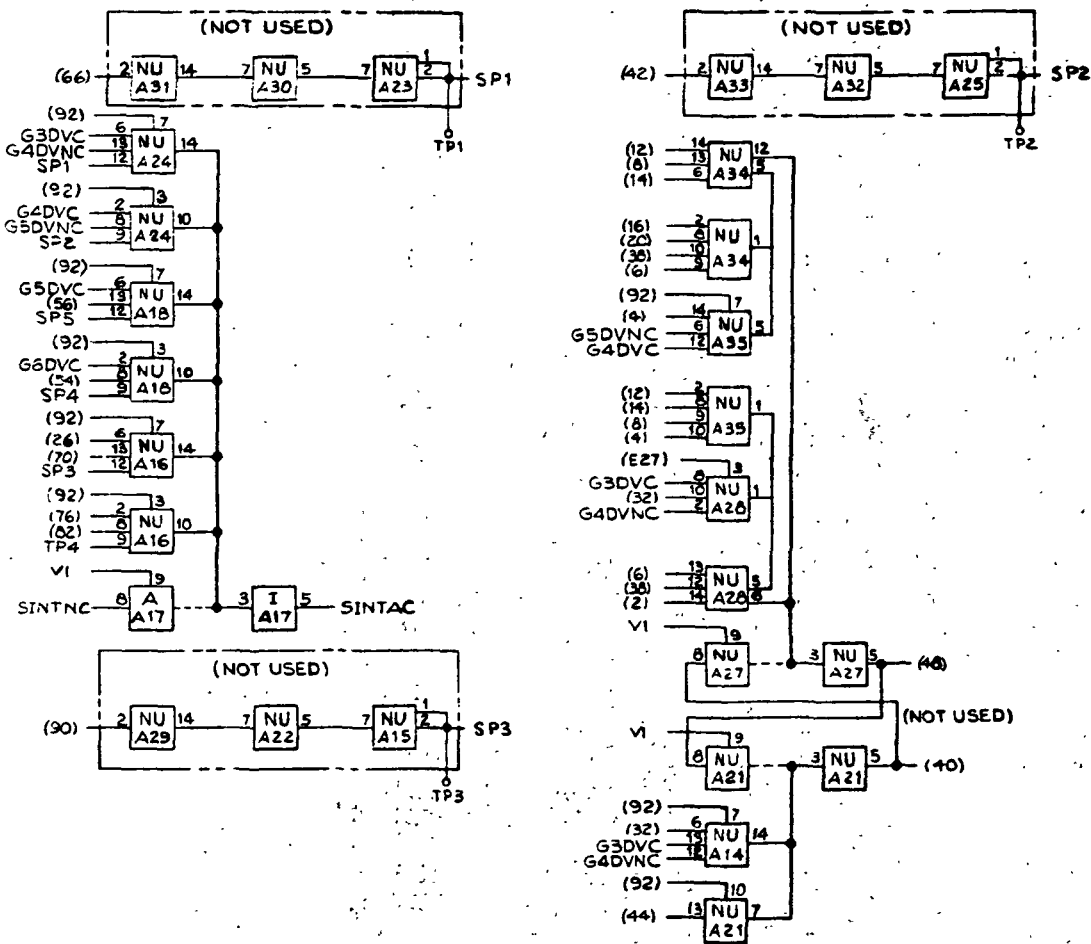 (NOT USED)
(66) 2 NU A31 14 7 NU A30 5 7 NU A23 1 2 SP1
TP1
(92) 7
G3DVC 6
G4DVNC 13 NU 14
SP1 12 A24
(92) 3
G4DVC 2
G5DVNC 8 NU 10
SP2 9 A24
(92) 7
G5DVC 6
(56) 13 NU 14
SP5 12 A18
(92) 3
G6DVC 2
(54) 8 NU 10
SP4 9 A18
(92) 7
(26) 6
(70) 13 NU 14
SP3 12 A16
(92) 3
(76) 2
(82) 8 NU 10
TP4 9 A16
V1 9
SINTNC 8 A A17 3 I A17 5 SINTAC
(NOT USED)
(90) 2 NU A29 14 7 NU A22 5 7 NU A15 1 2 SP3
TP3
(NOT USED)
(42) 2 NU A33 14 7 NU A32 5 7 NU A25 1 2 SP2
TP2
(12) 14 NU 12
(8) 13 A34 5
(14) 6
(16) 2
(20) 8 NU 1
(38) 10 A34
(6) 9
(92) 7
(4) 14
G5DVNC 6 NU 5
G4DVC 12 A35
(12) 2
(14) 8 NU 1
(8) 9 A35
(4) 10
(E27) 3
G3DVC 8
(32) 10 NU 1
G4DVNC 2 A28
(6) 13
(38) 12 NU 5
(2) 14 A28 6
V1 9
8 NU A27 3 NU A27 5 (48)
(NOT USED)
V1 9
8 NU A21 3 NU A21 5 (40)
(92) 7
(32) 6
G3DVC 13 NU 14
G4DVNC 12 A14
(92) 10
(44) 13 NU A21 7